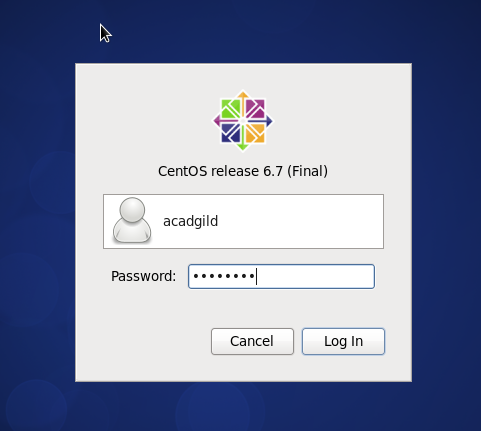 CentOS release 6.7 (Final)
acadgild
Password: ••••••••
Cancel Log In